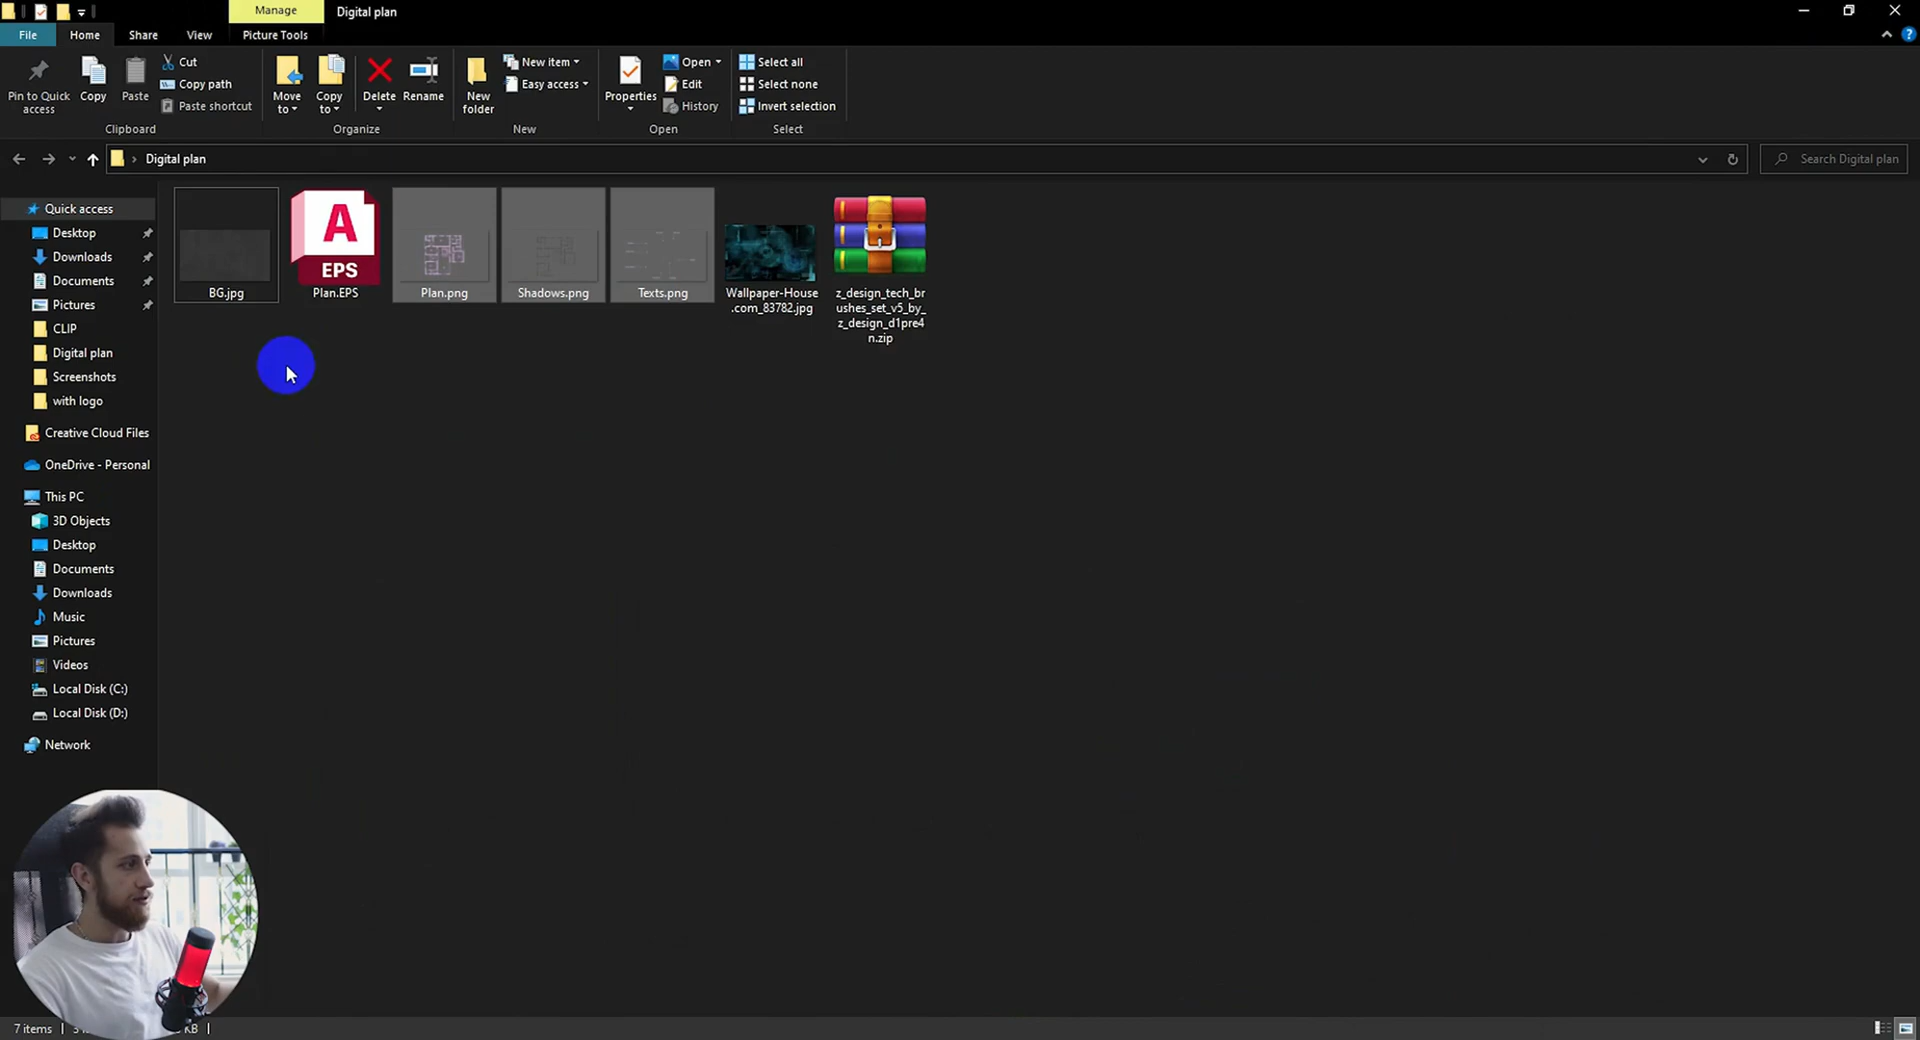 Manage
Digital plan
File
Home
Share
View
Picture Tools
Pin to Quick
access
Copy
Paste
Cut
Copy path
Paste shortcut
Clipboard
Move
to
Copy
to
Delete
Rename
Organize
New
folder
New item
Easy access
New
Properties
Open
Edit
History
Open
Select all
Select none
Invert selection
Select
Digital plan
Search Digital plan
Quick access
Desktop
Downloads
Documents
Pictures
CLIP
Digital plan
Screenshots
with logo
Creative Cloud Files
OneDrive - Personal
This PC
3D Objects
Desktop
Documents
Downloads
Music
Pictures
Videos
Local Disk (C:)
Local Disk (D:)
Network
BG.jpg
A
EPS
Plan.EPS
Plan.png
Shadows.png
Texts.png
Wallpaper-House
.com_83782.jpg
z_design_tech_br
ushes_set_v5_by_
z_design_d1pre4
n.zip
7 items
KB